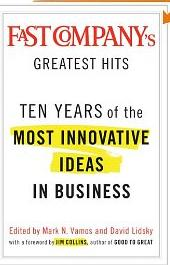 FAST COMPANY's
GREATEST HITS
TEN YEARS of the
MOST INNOVATIVE
IDEAS
IN BUSINESS
Edited by Mark N. Vamos and David Lidsky
with a foreword by JIM COLLINS, author of GOOD TO GREAT